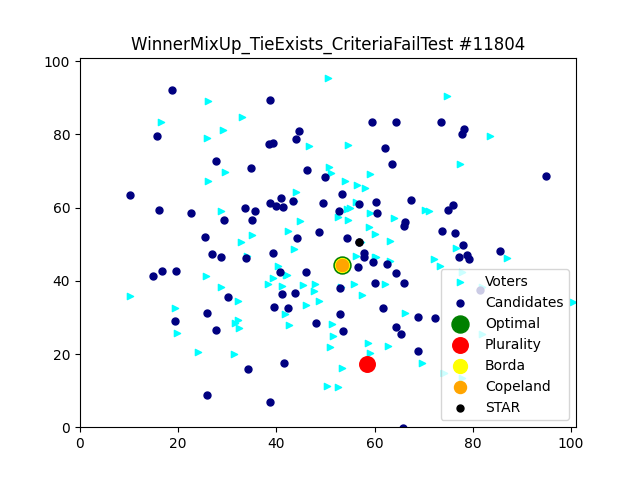 WinnerMixUp_TieExists_CriteriaFailTest #11804
100
80
60
40
20
0
0
20
40
60
80
100
Voters
Candidates
Optimal
Plurality
Borda
Copeland
STAR